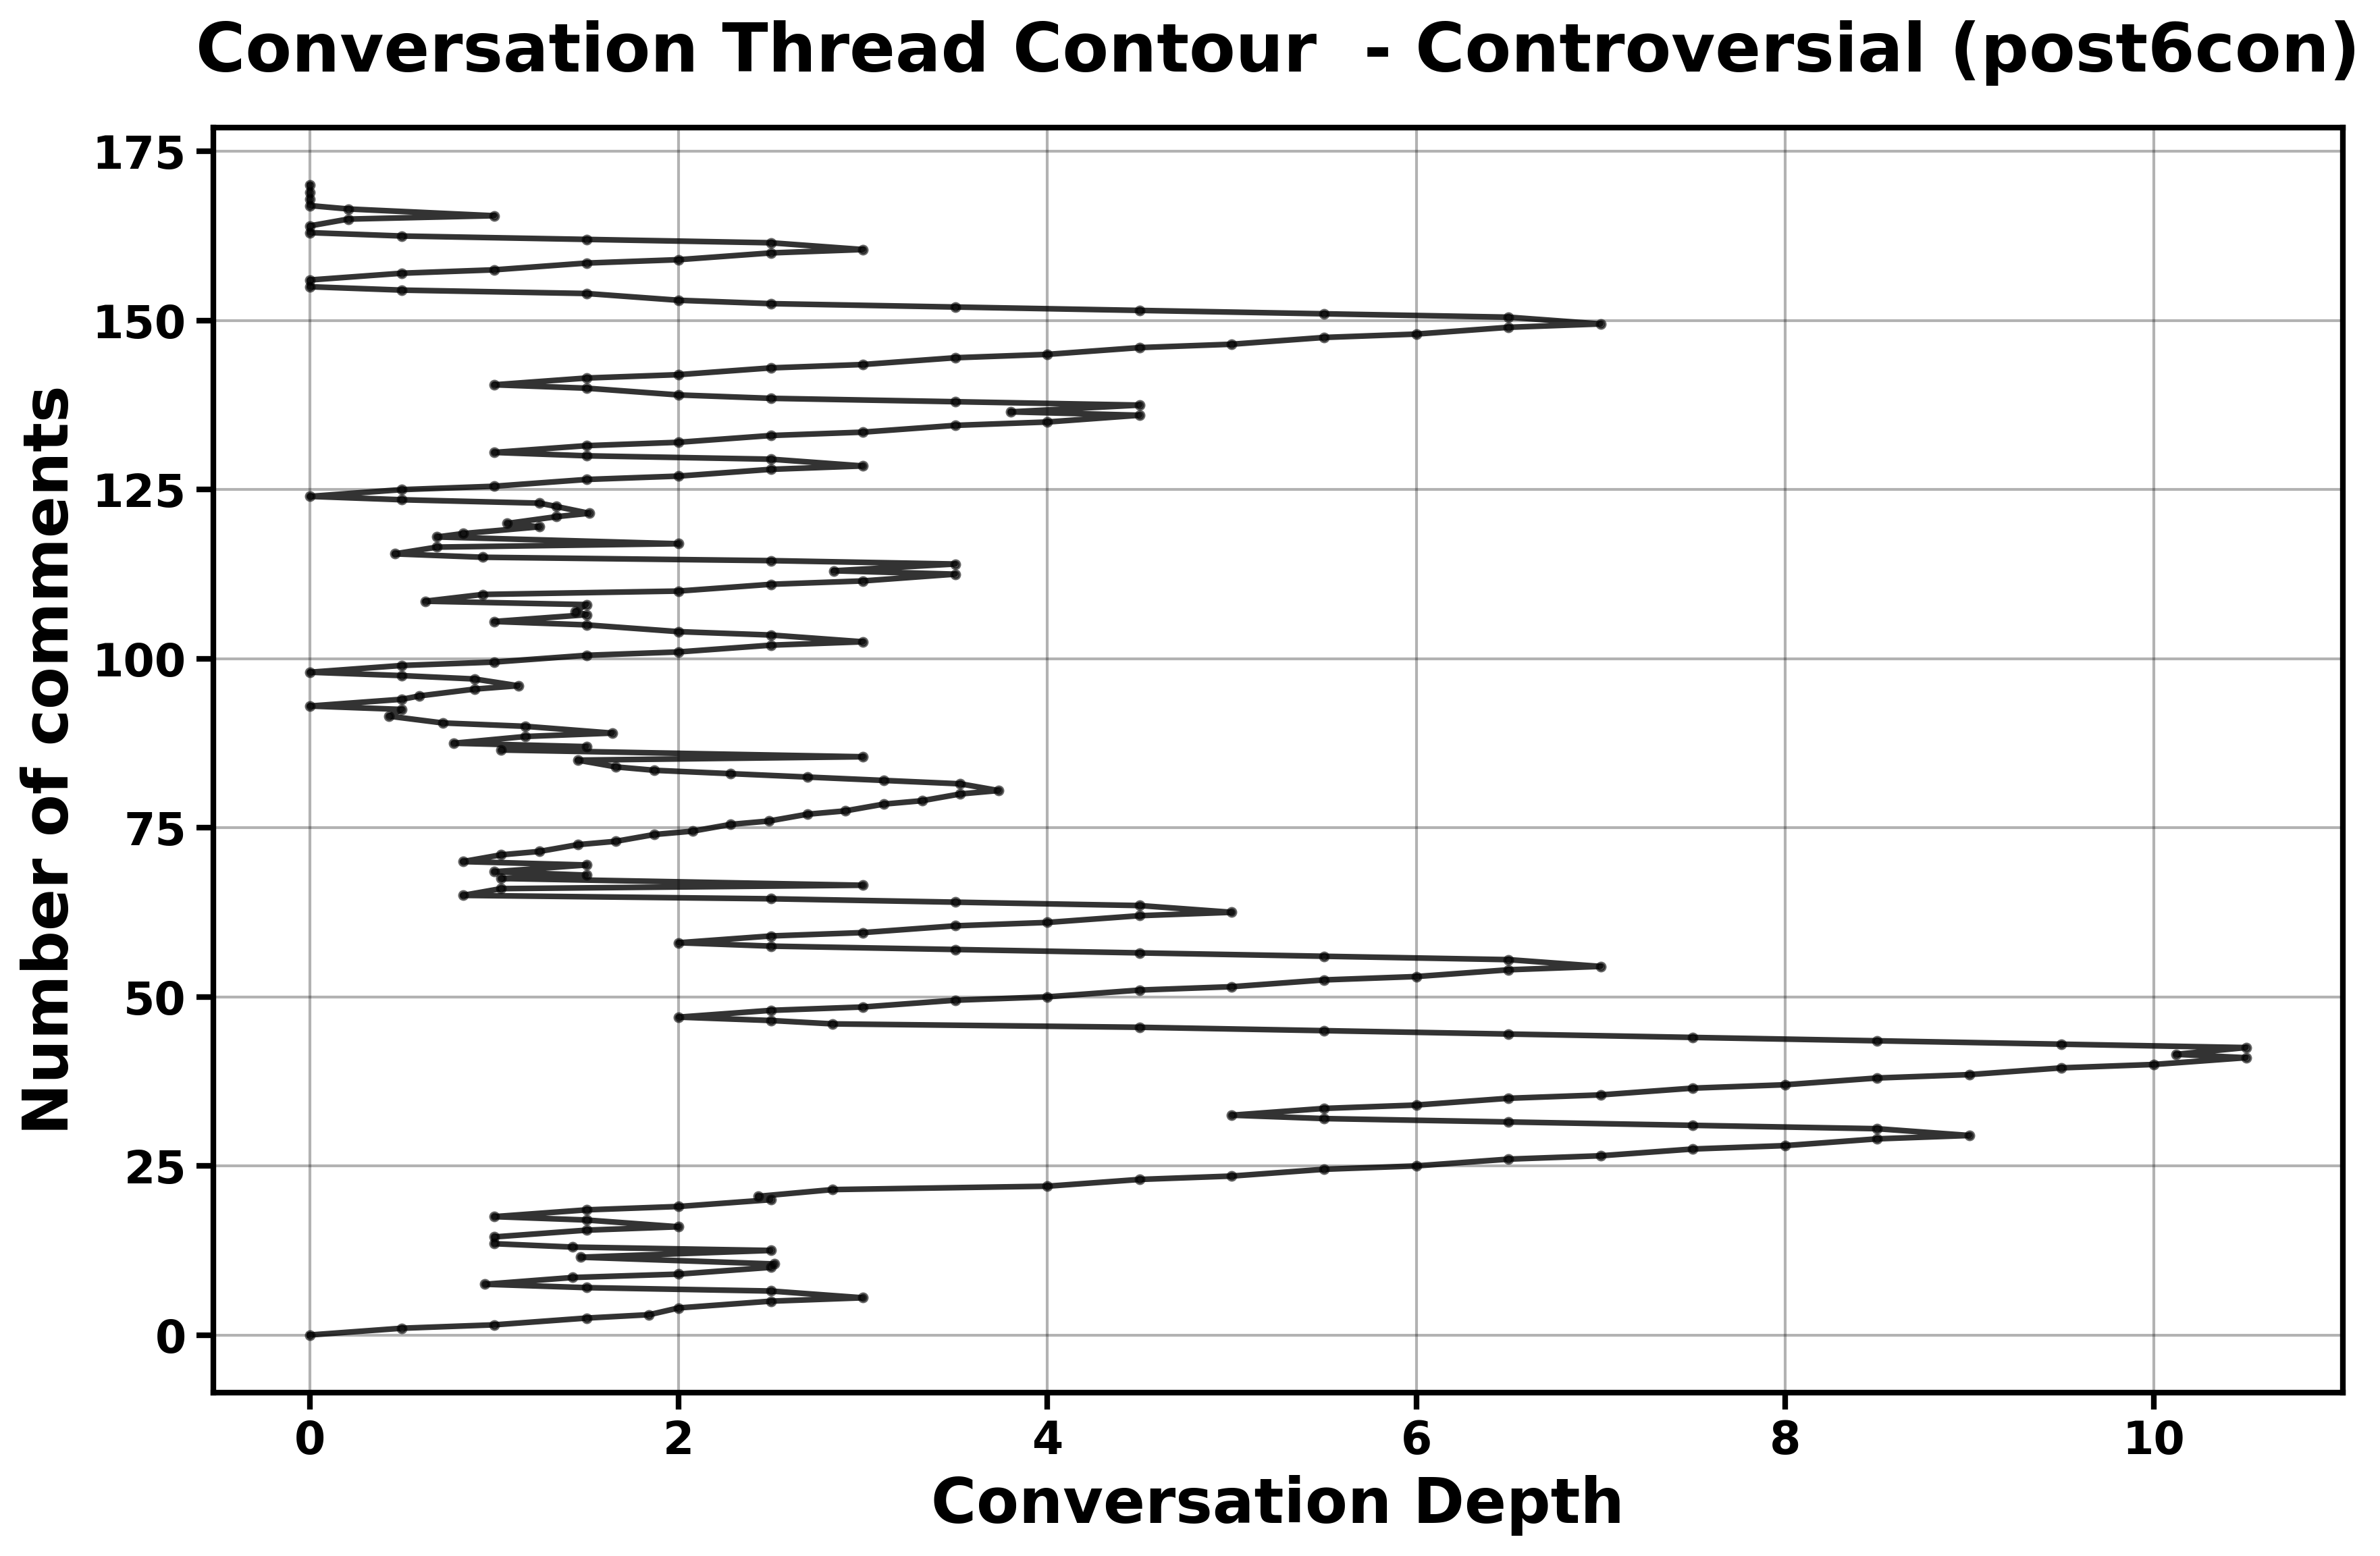 Conversation Thread Contour  - Controversial (post6con)
175
150
125
100
75
50
25
0
Number of comments
0 2 4 6 8 10
Conversation Depth